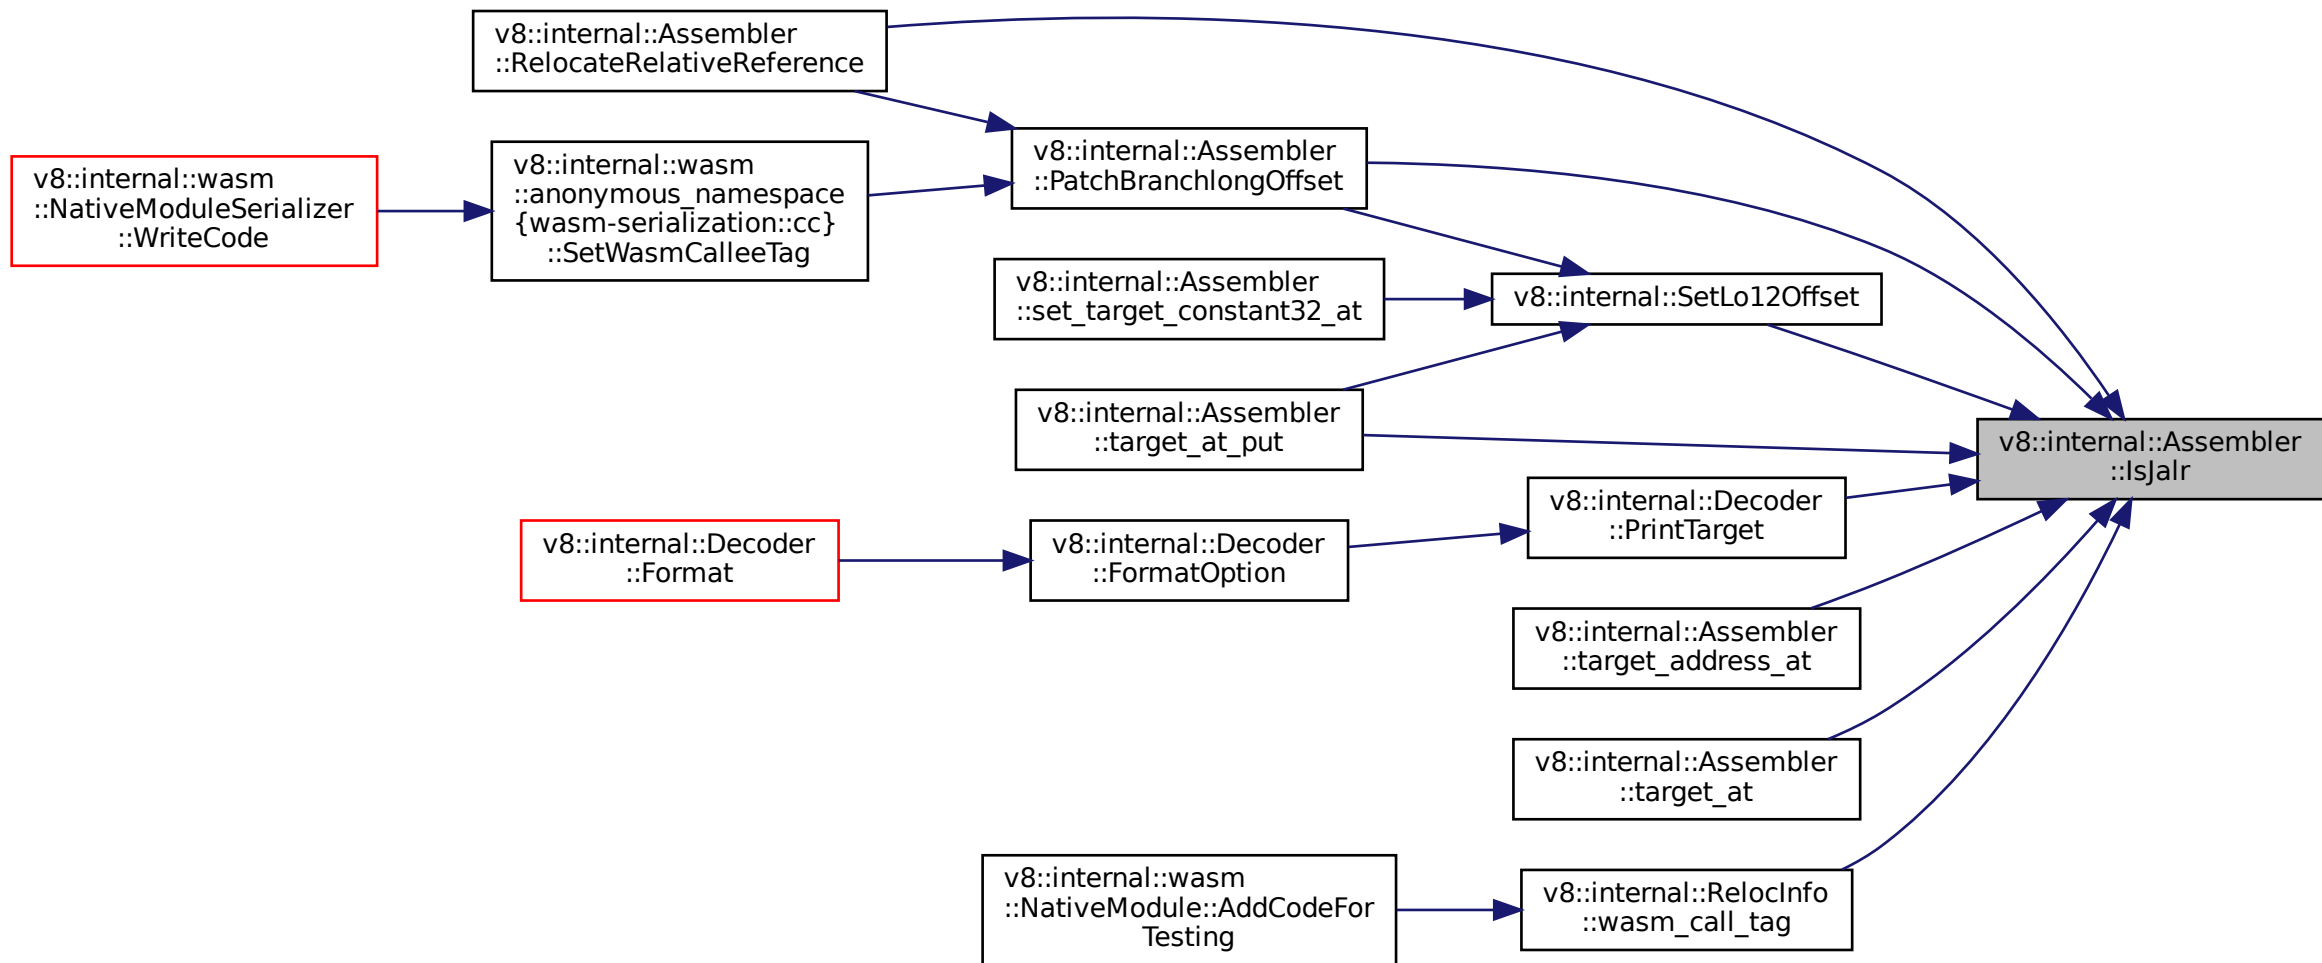 v8::internal::Assembler
::RelocateRelativeReference
v8::internal::wasm
::NativeModuleSerializer
::WriteCode
v8::internal::wasm
::anonymous_namespace
{wasm-serialization::cc}
::SetWasmCalleeTag
v8::internal::Assembler
::PatchBranchlongOffset
v8::internal::Assembler
::set_target_constant32_at
v8::internal::SetLo12Offset
v8::internal::Assembler
::target_at_put
v8::internal::Assembler
::IsJalr
v8::internal::Decoder
::PrintTarget
v8::internal::Decoder
::Format
v8::internal::Decoder
::FormatOption
v8::internal::Assembler
::target_address_at
v8::internal::Assembler
::target_at
v8::internal::wasm
::NativeModule::AddCodeFor
Testing
v8::internal::RelocInfo
::wasm_call_tag